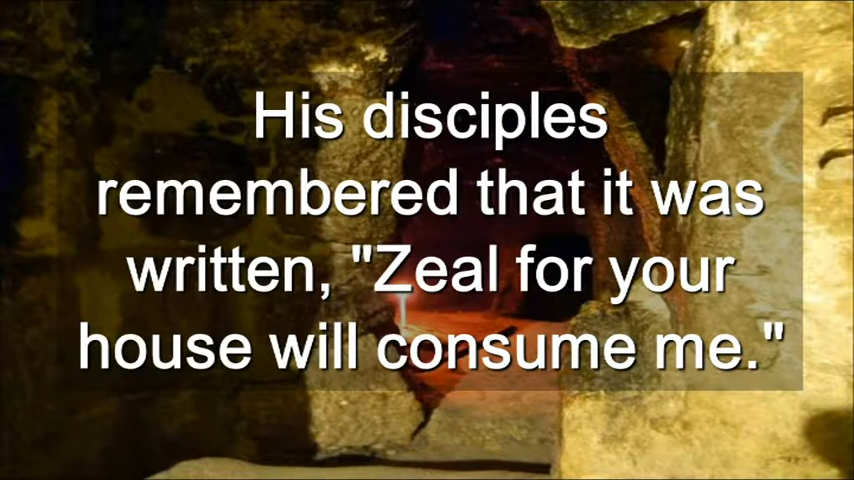 His disciples
remembered that it was
written, "Zeal for your
house will consume me."